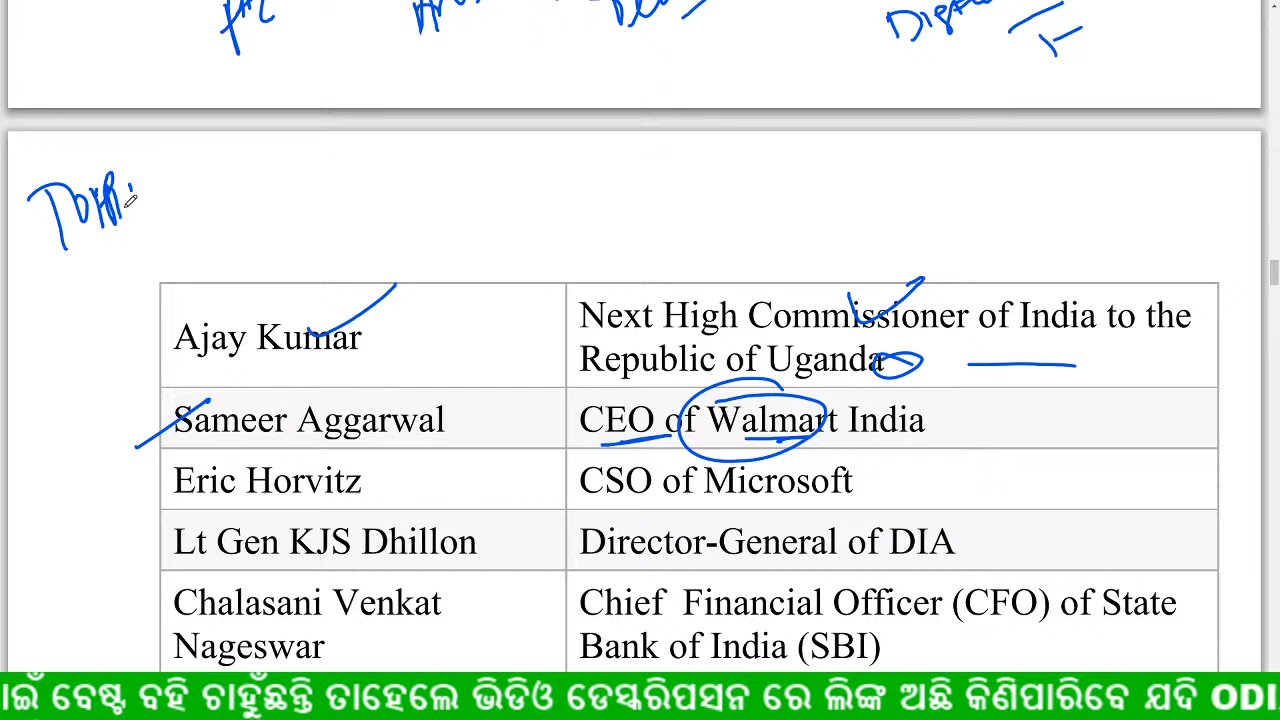 Ajay Kumar
Next High Commissioner of India to the
Republic of Uganda
Sameer Aggarwal
CEO of Walmart India
Eric Horvitz
CSO of Microsoft
Lt Gen KJS Dhillon
Director-General of DIA
Chalasani Venkat
Nageswar
Chief Financial Officer (CFO) of State
Bank of India (SBI)
ବେଷ୍ଟ ବହି ଚାହୁଁଛନ୍ତି ତାହେଲେ ଭିଡିଓ ଡେସ୍କରିପସନ ରେ ଲିଙ୍କ ଅଛି କିଣିପାରିବେ ଯଦି ODI